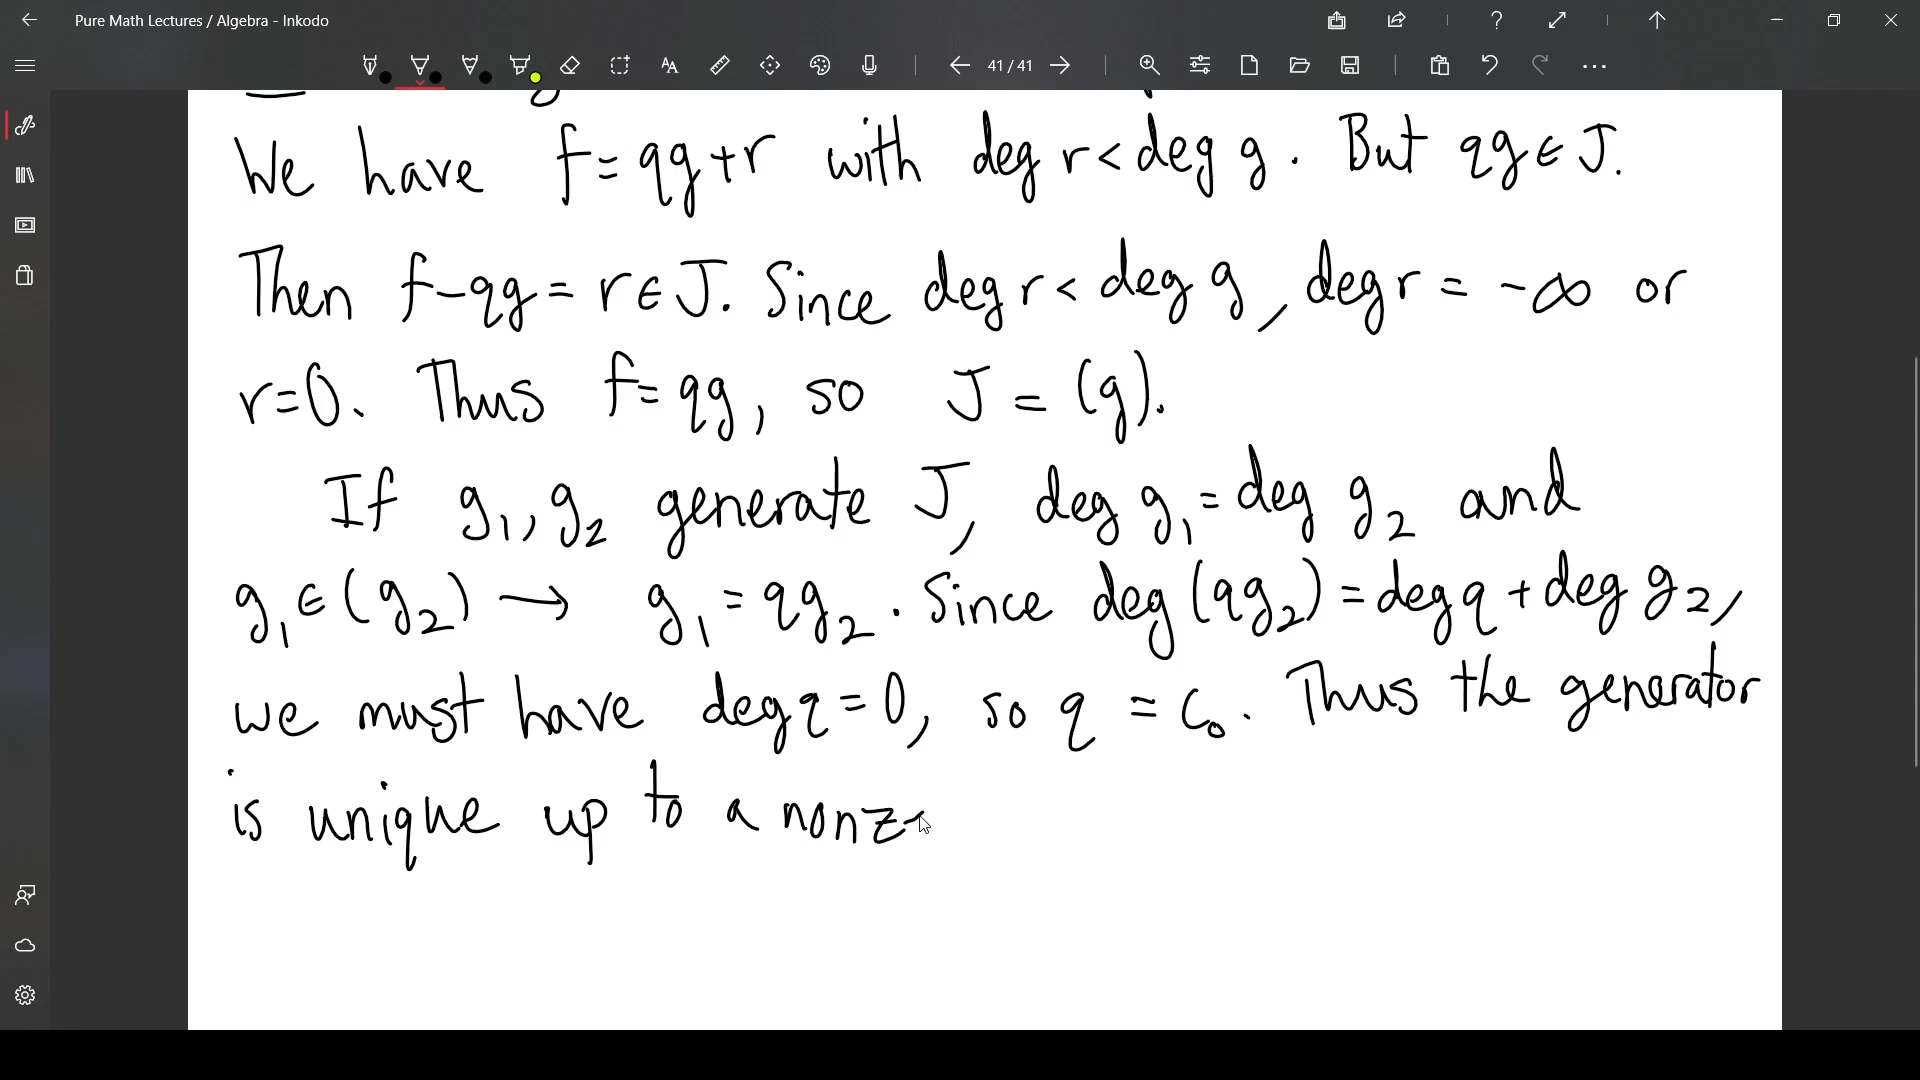 Pure Math Lectures / Algebra - Inkodo
41 / 41
We have f = qg + r with deg r < deg g. But qg ∈ J.
Then f - qg = r ∈ J. Since deg r < deg g, deg r = -∞ or
r = 0. Thus f = qg, so J = (g).
If g₁, g₂ generate J, deg g₁ = deg g₂ and
g₁ ∈ (g₂) → g₁ = qg₂. Since deg (qg₂) = deg q + deg g₂,
we must have deg q = 0, so q = c₀. Thus the generator
is unique up to a nonz